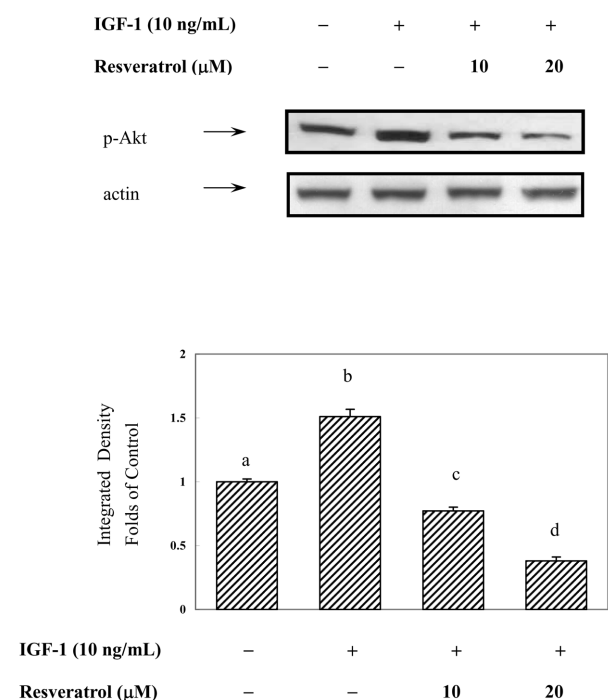 IGF-1 (10 ng/mL) − + + +
Resveratrol (µM) − − 10 20
p-Akt
actin
2
1.5
1
0.5
0
Integrated Density
Folds of Control
a
b
c
d
IGF-1 (10 ng/mL) − + + +
Resveratrol (µM) − − 10 20